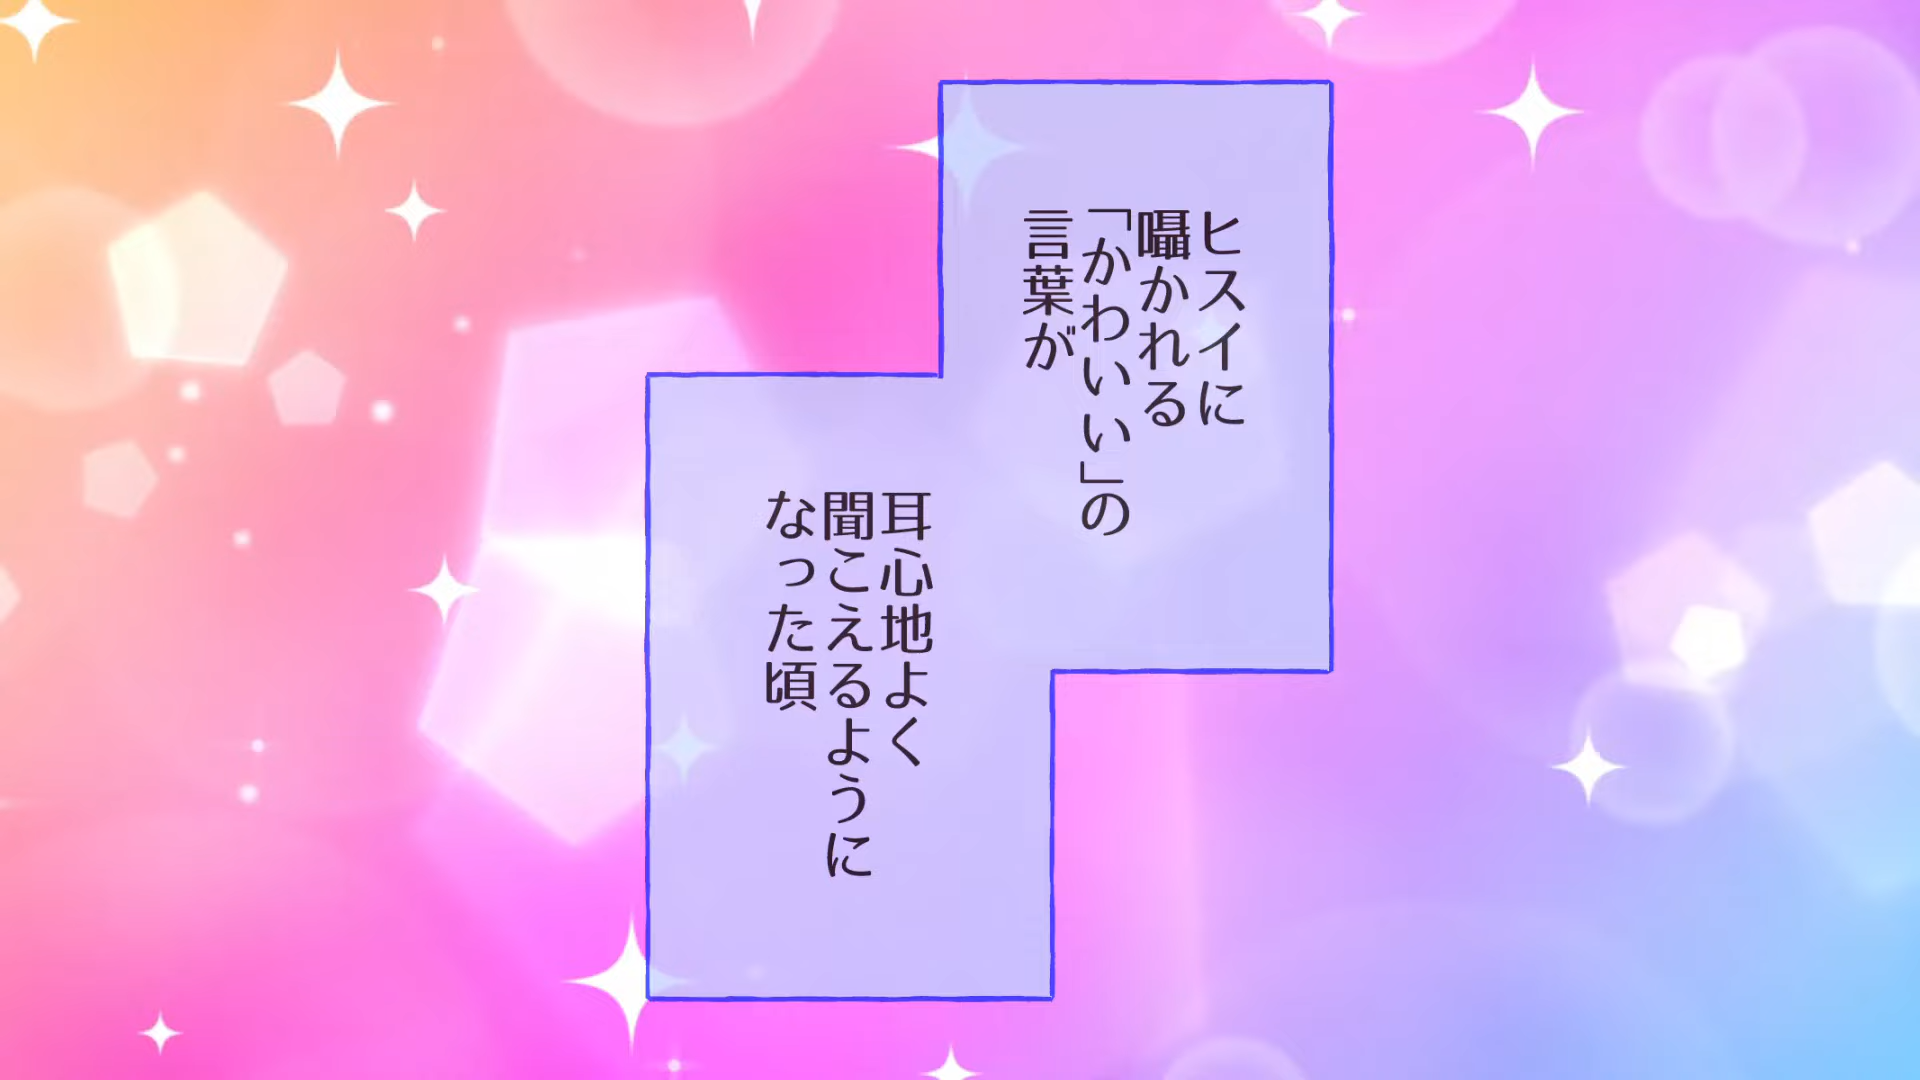 ヒスイに
囁かれる
「かわいい」の
言葉が
耳心地よく
聞こえるように
なった頃